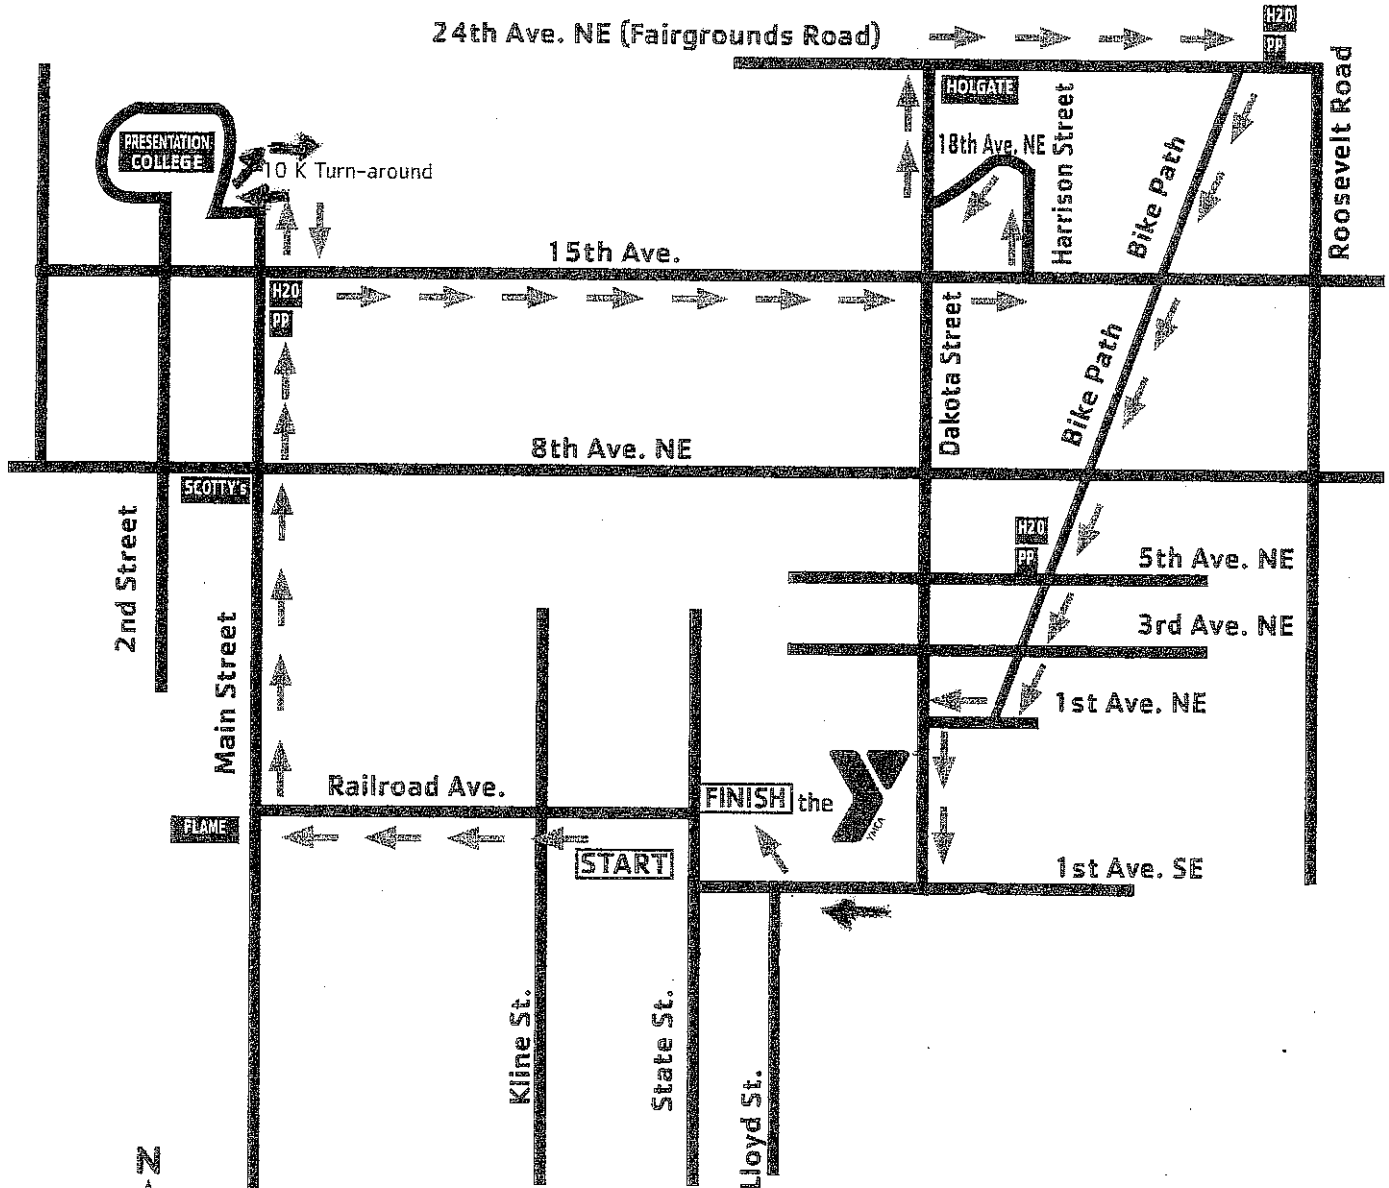 24th Ave. NE (Fairgrounds Road)
H2O
PP
Roosevelt Road
HOLGATE
Harrison Street
18th Ave. NE
Bike Path
PRESENTATION
COLLEGE
10 K Turn-around
15th Ave.
H2O
PP
Dakota Street
Bike Path
8th Ave. NE
SCOTTY's
2nd Street
H2O
PP
5th Ave. NE
3rd Ave. NE
Main Street
1st Ave. NE
Railroad Ave.
FINISH the
YMCA
FLAME
START
1st Ave. SE
Kline St.
State St.
Lloyd St.
N